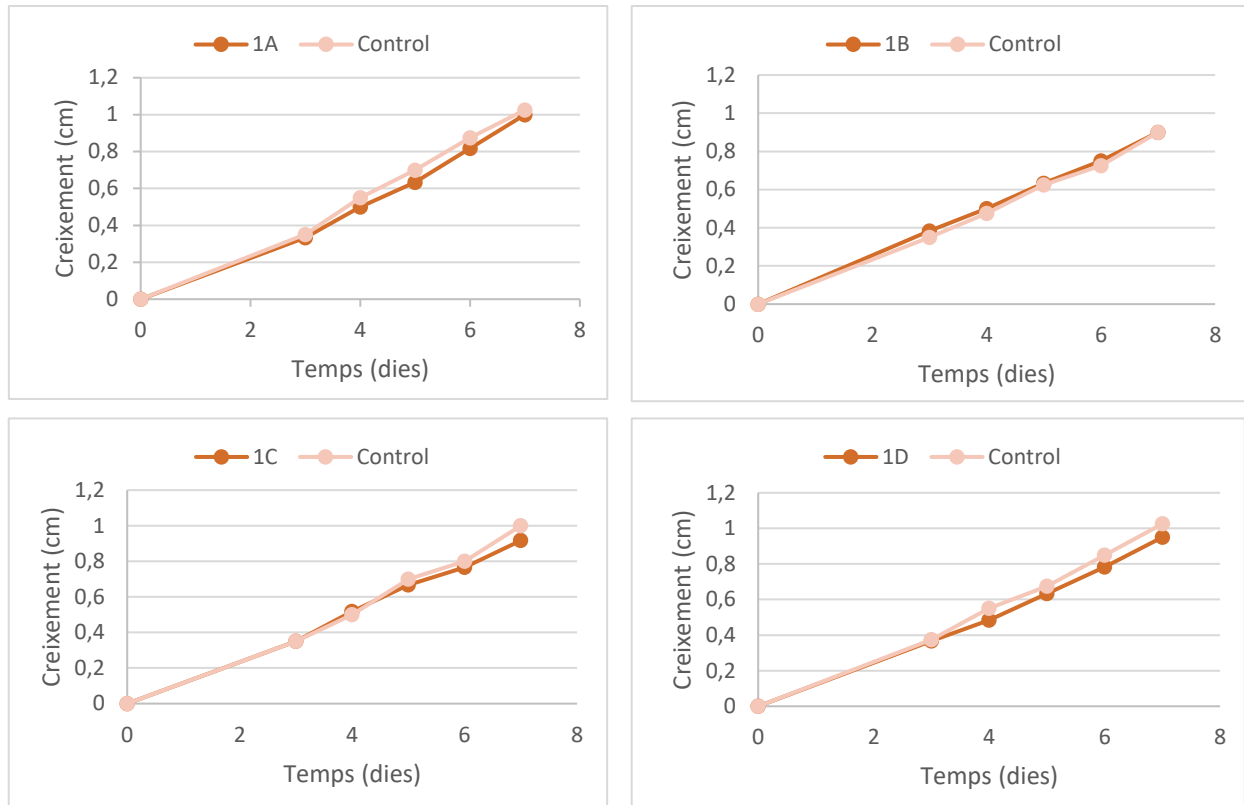 1A Control
Creixement (cm)
1,2
1
0,8
0,6
0,4
0,2
0
0 2 4 6 8
Temps (dies)
1B Control
Creixement (cm)
1,2
1
0,8
0,6
0,4
0,2
0
0 2 4 6 8
Temps (dies)
1C Control
Creixement (cm)
1,2
1
0,8
0,6
0,4
0,2
0
0 2 4 6 8
Temps (dies)
1D Control
Creixement (cm)
1,2
1
0,8
0,6
0,4
0,2
0
0 2 4 6 8
Temps (dies)